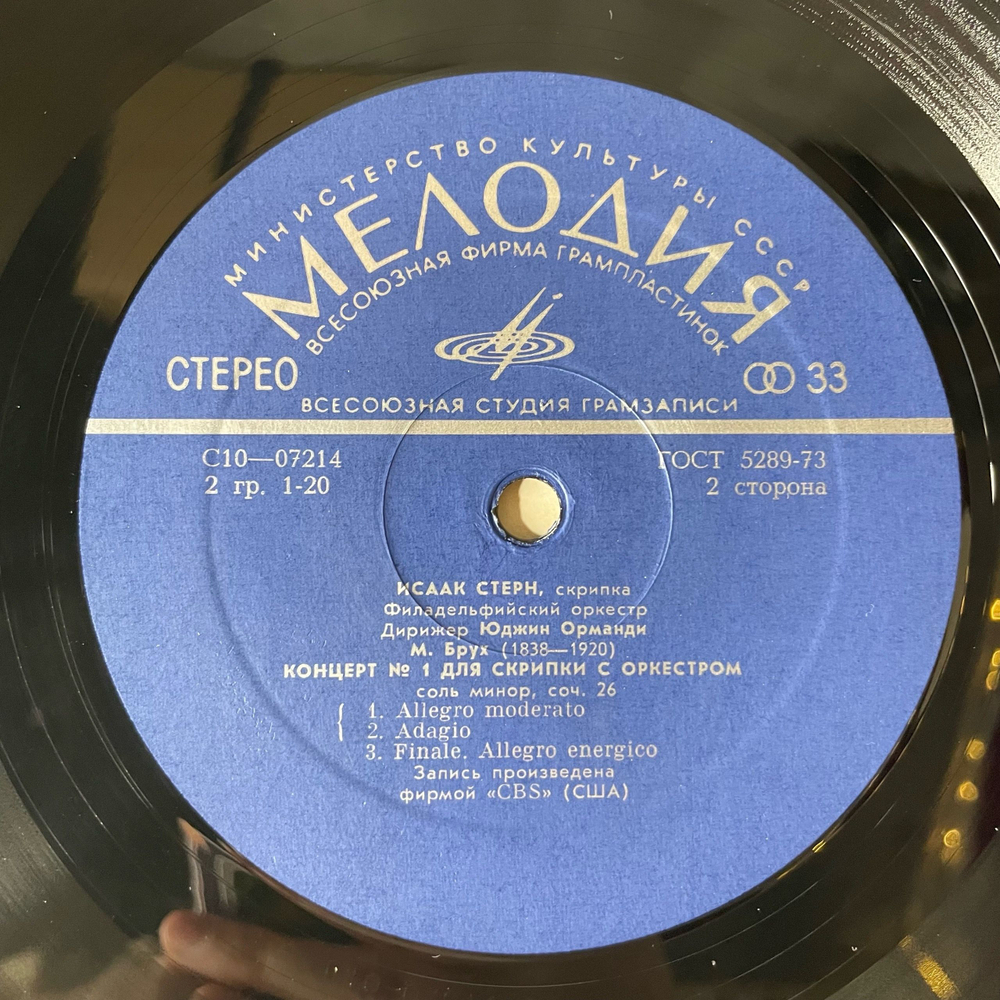 МИНИСТЕРСТВО КУЛЬТУРЫ СССР
МЕЛОДИЯ
ВСЕСОЮЗНАЯ ФИРМА ГРАМПЛАСТИНОК
СТЕРЕО
33
ВСЕСОЮЗНАЯ СТУДИЯ ГРАМЗАПИСИ
С10—07214
ГОСТ 5289-73
2 гр. 1-20
2 сторона
ИСААК СТЕРН, скрипка
Филадельфийский оркестр
Дирижер Юджин Орманди
М. Брух (1838—1920)
КОНЦЕРТ № 1 ДЛЯ СКРИПКИ С ОРКЕСТРОМ
соль минор, соч. 26
1. Allegro moderato
2. Adagio
3. Finale. Allegro energico
Запись произведена
фирмой «CBS» (США)